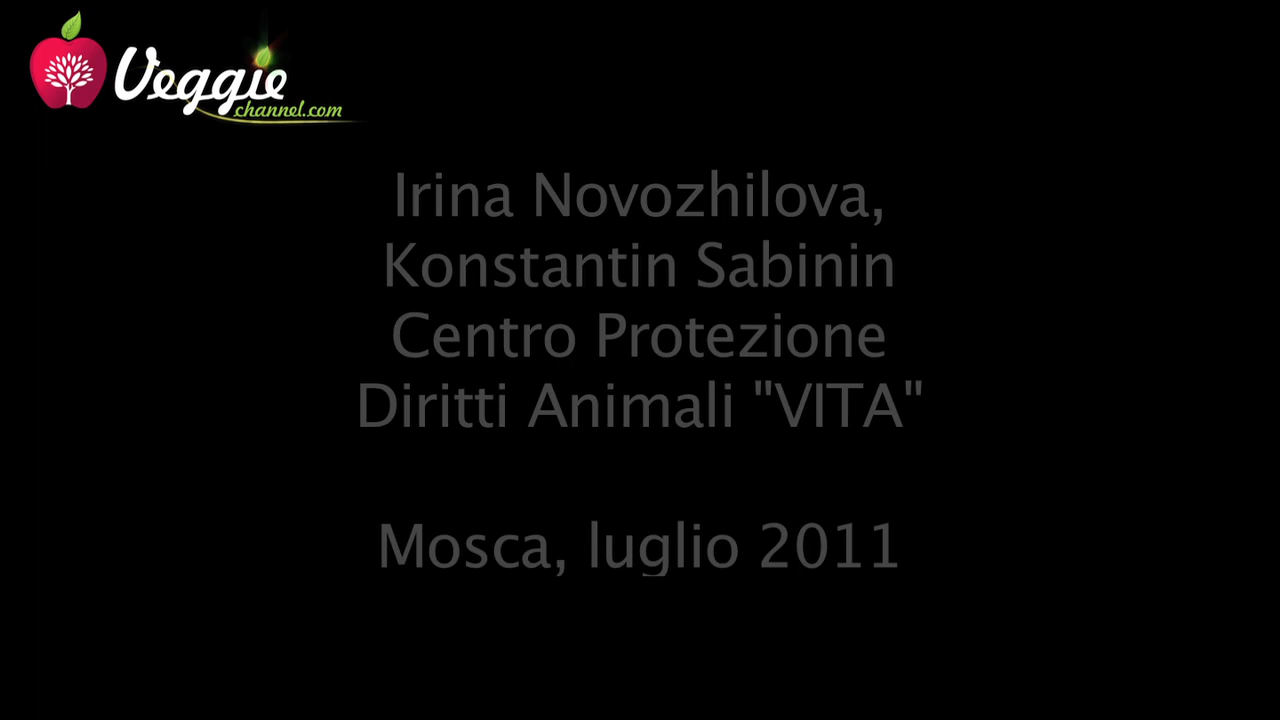 Veggie
channel.com
Irina Novozhilova,
Konstantin Sabinin
Centro Protezione
Diritti Animali "VITA"
Mosca, luglio 2011